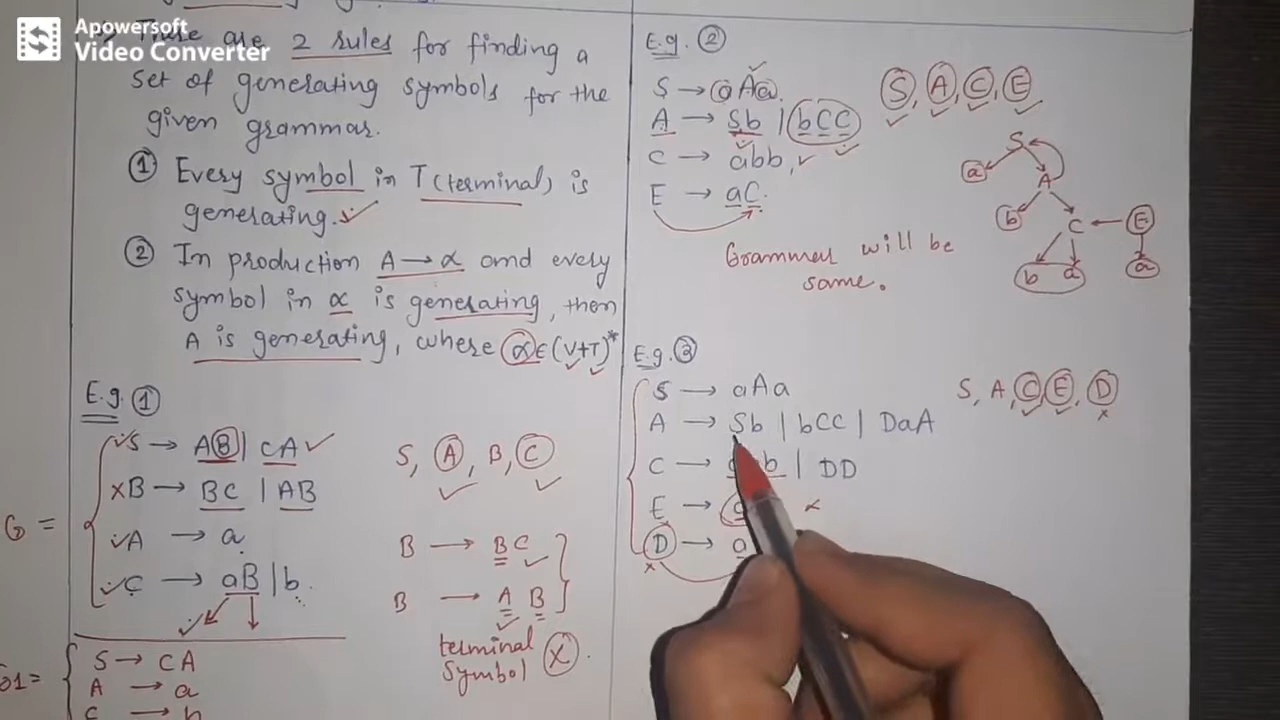 Apowersoft
Video Converter
There are 2 rules for finding a
set of generating symbols for the
given grammar.
① Every symbol in T(terminal) is
generating.
② In production A → α and every
symbol in α is generating, then
A is generating, where α ∈ (V+T)*
E.g. ①
G =
S → AB | CA
B → BC | AB
A → a
C → aB | b.
S, A, B, C
B → BC
B → A B
terminal
symbol X.
G1 =
S → CA
A → a
C → b
E.g. ②
S → aAa
A → Sb | bCC
C → abb
E → aC.
S, A, C, E
S
a
A
b
C ← E
b a a
Grammer will be
same.
E.g. ③
S → aAa
A → Sb | bCC | DaA
C → b | DD
E →
D → a
S, A, C, E, D